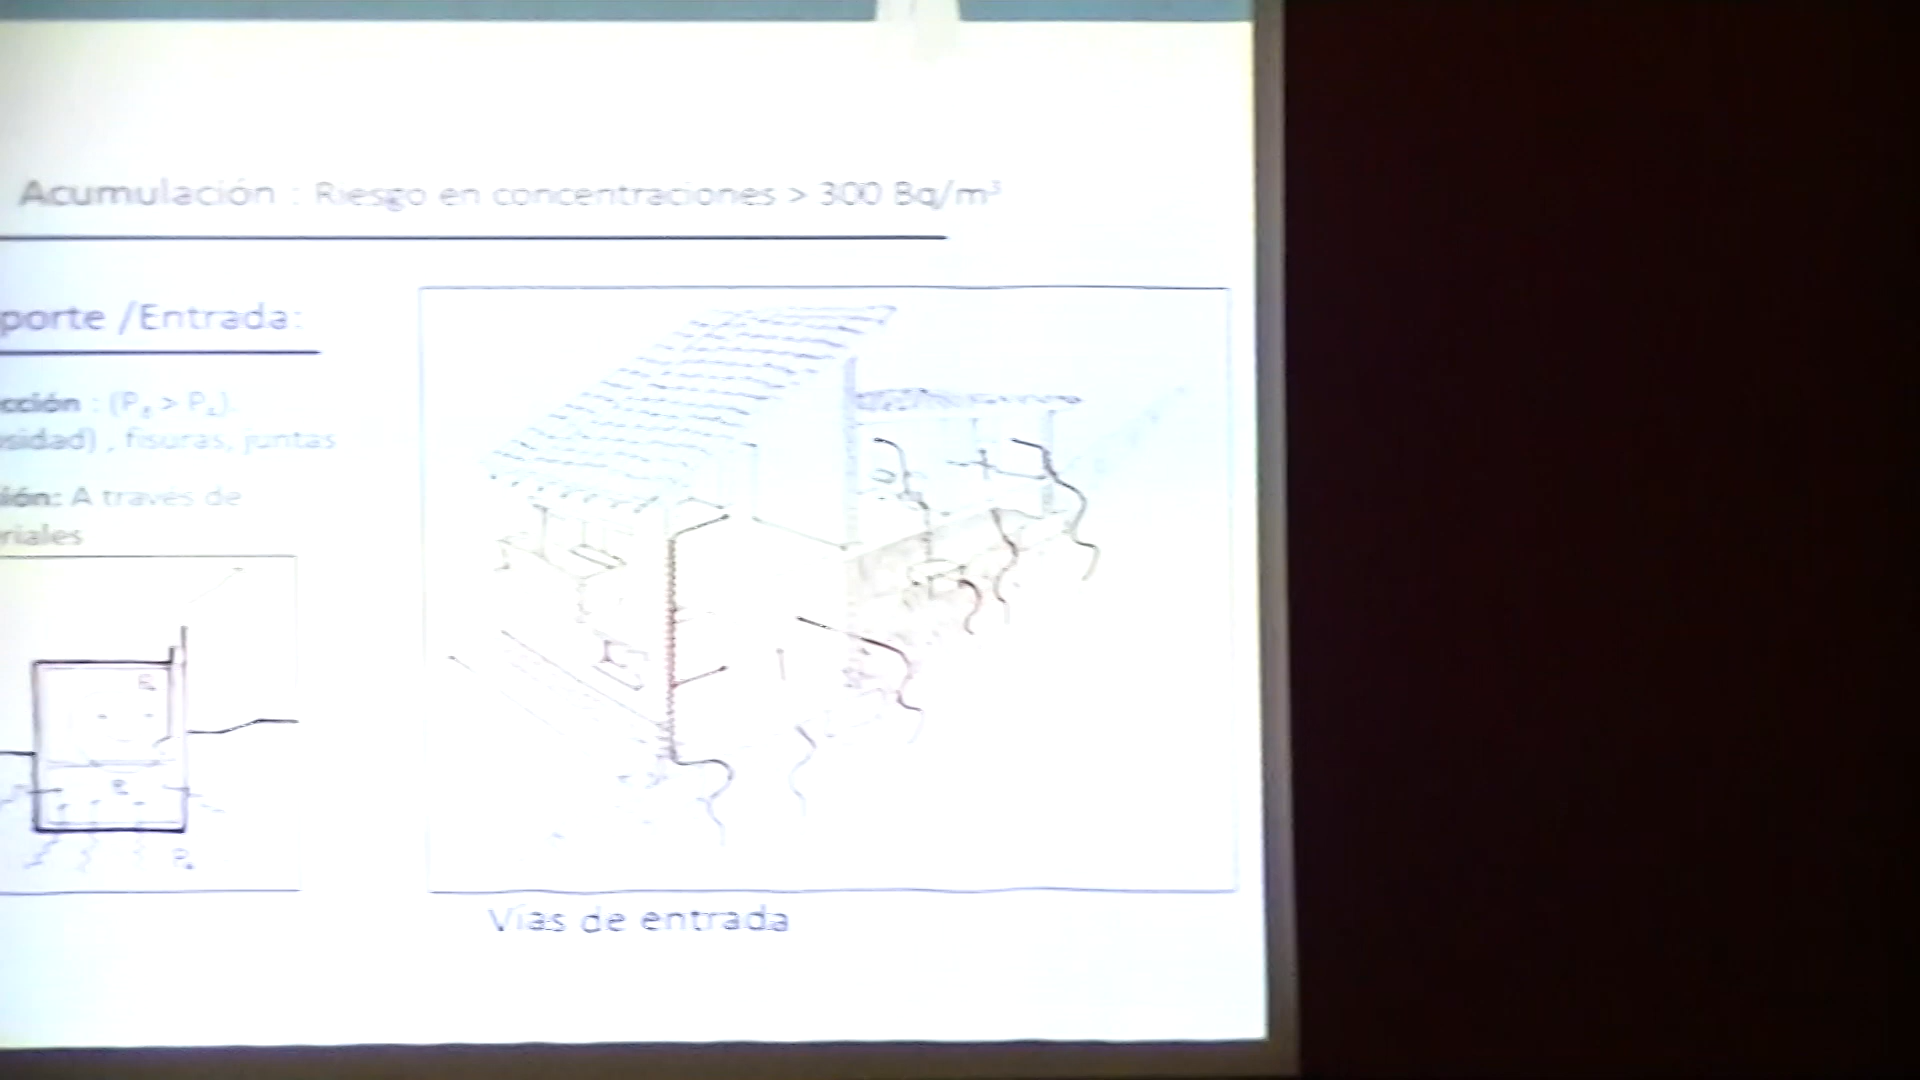 Acumulación : Riesgo en concentraciones > 300 Bq/m³
porte /Entrada:
cción : (P > P).
sidad) , fisuras, juntas
ión: A traves de
riales
Vías de entrada